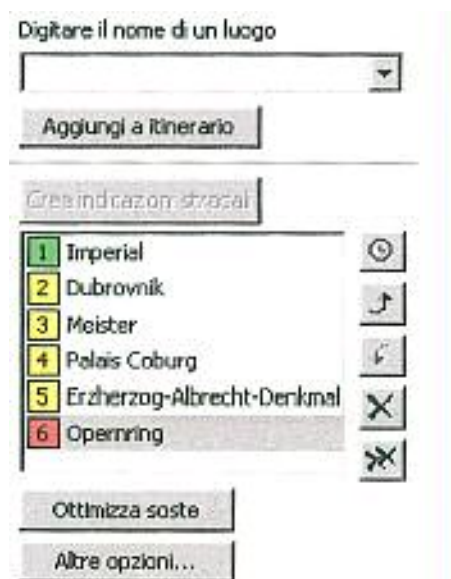 Digitare il nome di un luogo
Aggiungi a itinerario
Crea indicazioni stradali
1 Imperial
2 Dubrovnik
3 Meister
4 Palais Coburg
5 Erzherzog-Albrecht-Denkmal
6 Opernring
Ottimizza soste
Altre opzioni...